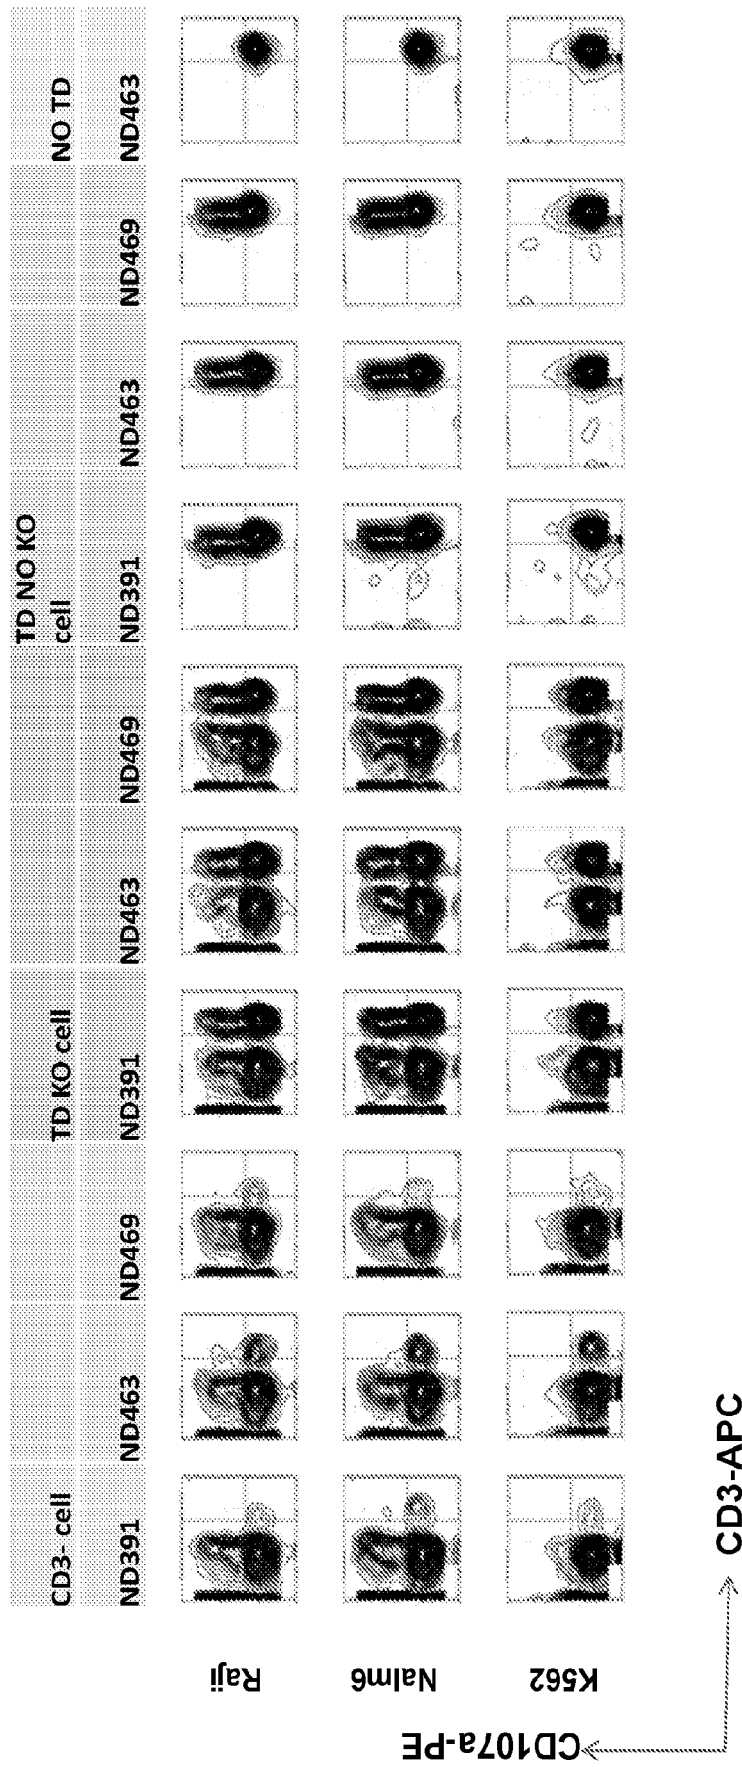 CD3- cell
TD KO cell
TD NO KO
cell
NO TD
ND391
ND463
ND469
ND391
ND463
ND469
ND391
ND463
ND469
ND463
Raji
Nalm6
K562
CD107a-PE
CD3-APC